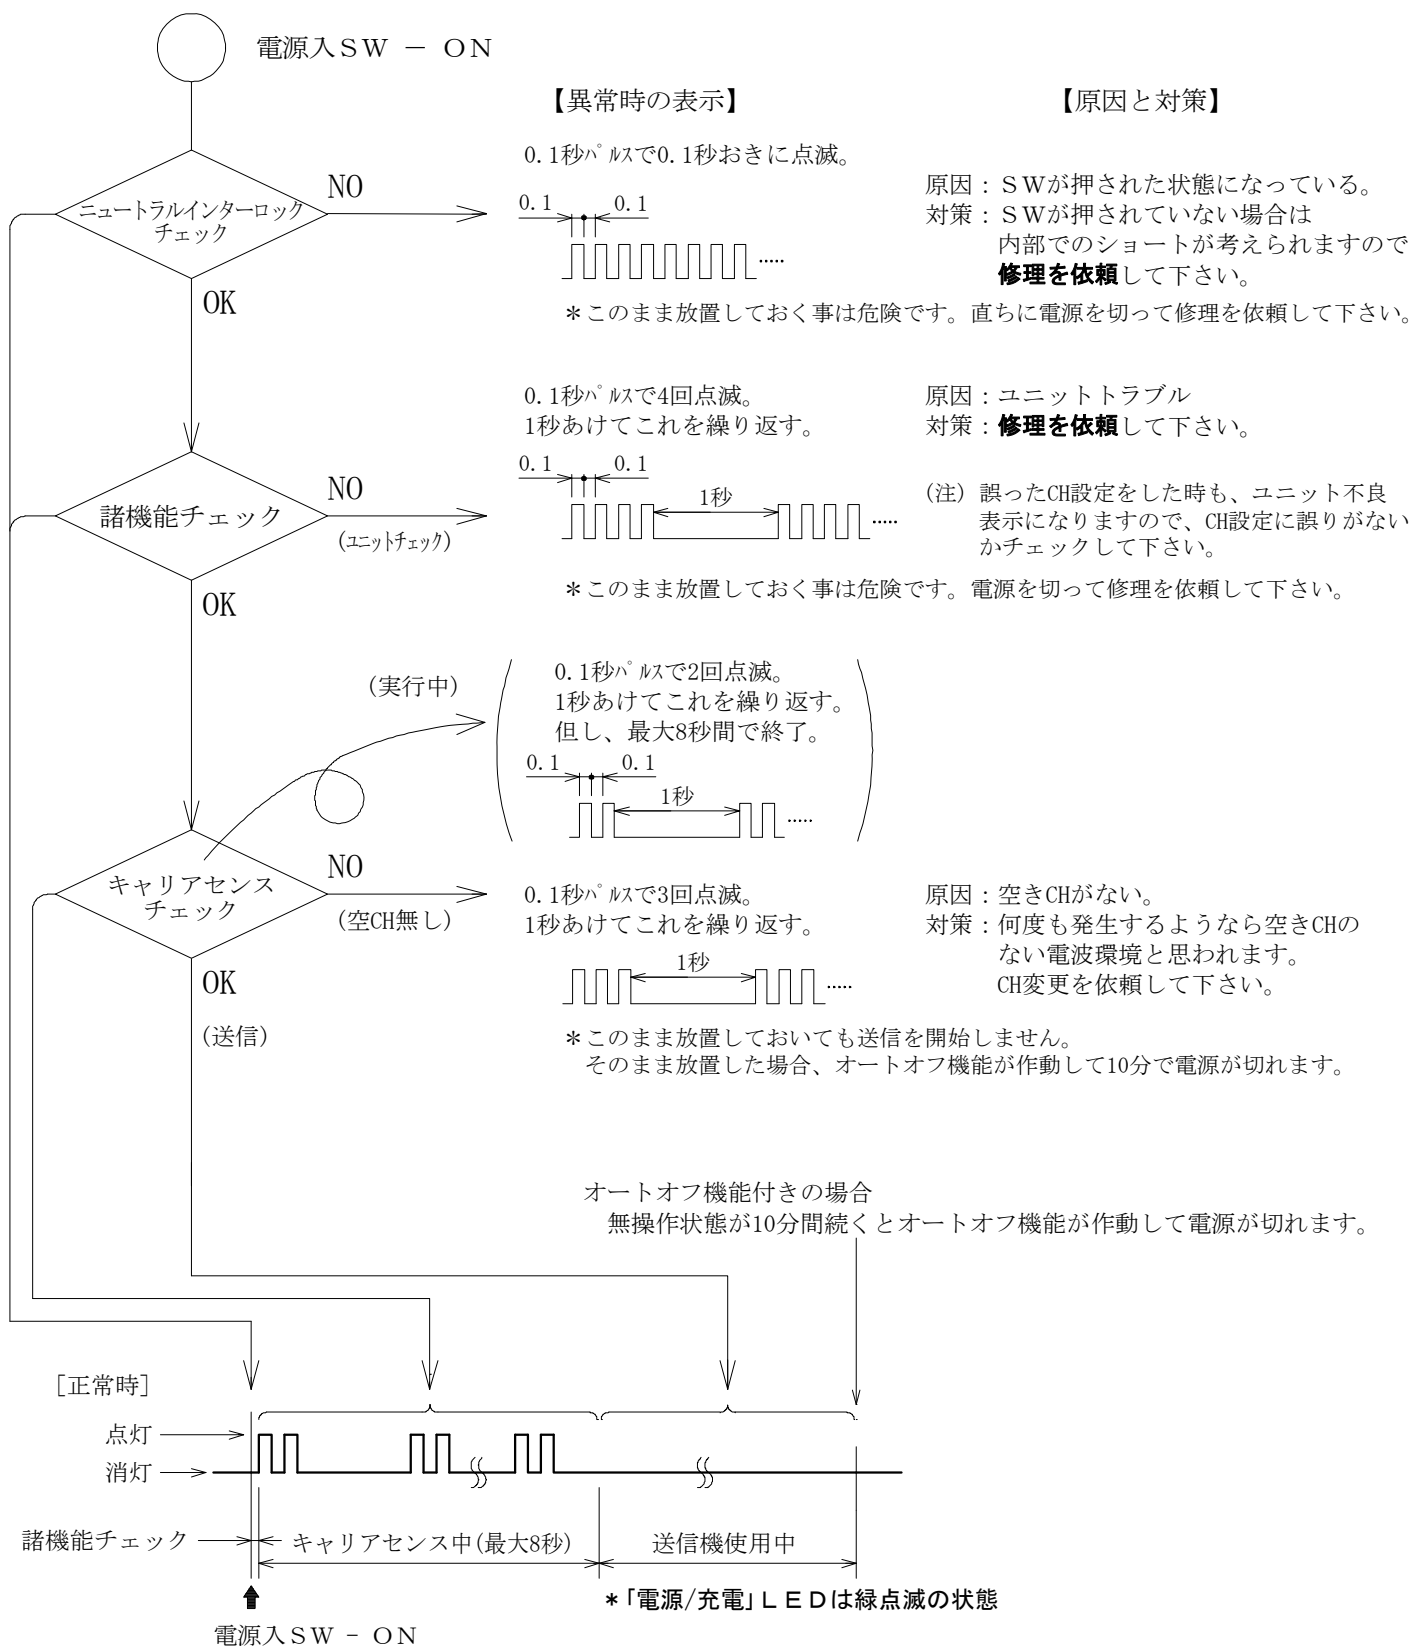 電源入ＳＷ － ＯＮ
【異常時の表示】
【原因と対策】
ニュートラルインターロック
チェック
NO
OK
0.1秒ﾊﾟﾙｽで0.1秒おきに点滅。
0.1 0.1
原因：ＳＷが押された状態になっている。
対策：ＳＷが押されていない場合は
内部でのショートが考えられますので
修理を依頼して下さい。
＊このまま放置しておく事は危険です。直ちに電源を切って修理を依頼して下さい。
諸機能チェック
NO
(ﾕﾆｯﾄﾁｪｯｸ)
OK
0.1秒ﾊﾟﾙｽで4回点滅。
1秒あけてこれを繰り返す。
0.1 0.1
1秒
原因：ユニットトラブル
対策：修理を依頼して下さい。
(注) 誤ったCH設定をした時も、ユニット不良
表示になりますので、CH設定に誤りがない
かチェックして下さい。
＊このまま放置しておく事は危険です。電源を切って修理を依頼して下さい。
(実行中)
0.1秒ﾊﾟﾙｽで2回点滅。
1秒あけてこれを繰り返す。
但し、最大8秒間で終了。
0.1 0.1
1秒
キャリアセンス
チェック
NO
(空CH無し)
OK
(送信)
0.1秒ﾊﾟﾙｽで3回点滅。
1秒あけてこれを繰り返す。
1秒
原因：空きCHがない。
対策：何度も発生するようなら空きCHの
ない電波環境と思われます。
CH変更を依頼して下さい。
＊このまま放置しておいても送信を開始しません。
そのまま放置した場合、オートオフ機能が作動して10分で電源が切れます。
オートオフ機能付きの場合
無操作状態が10分間続くとオートオフ機能が作動して電源が切れます。
[正常時]
点灯
消灯
諸機能チェック
キャリアセンス中(最大8秒)
送信機使用中
＊「電源/充電」ＬＥＤは緑点滅の状態
電源入ＳＷ － ＯＮ